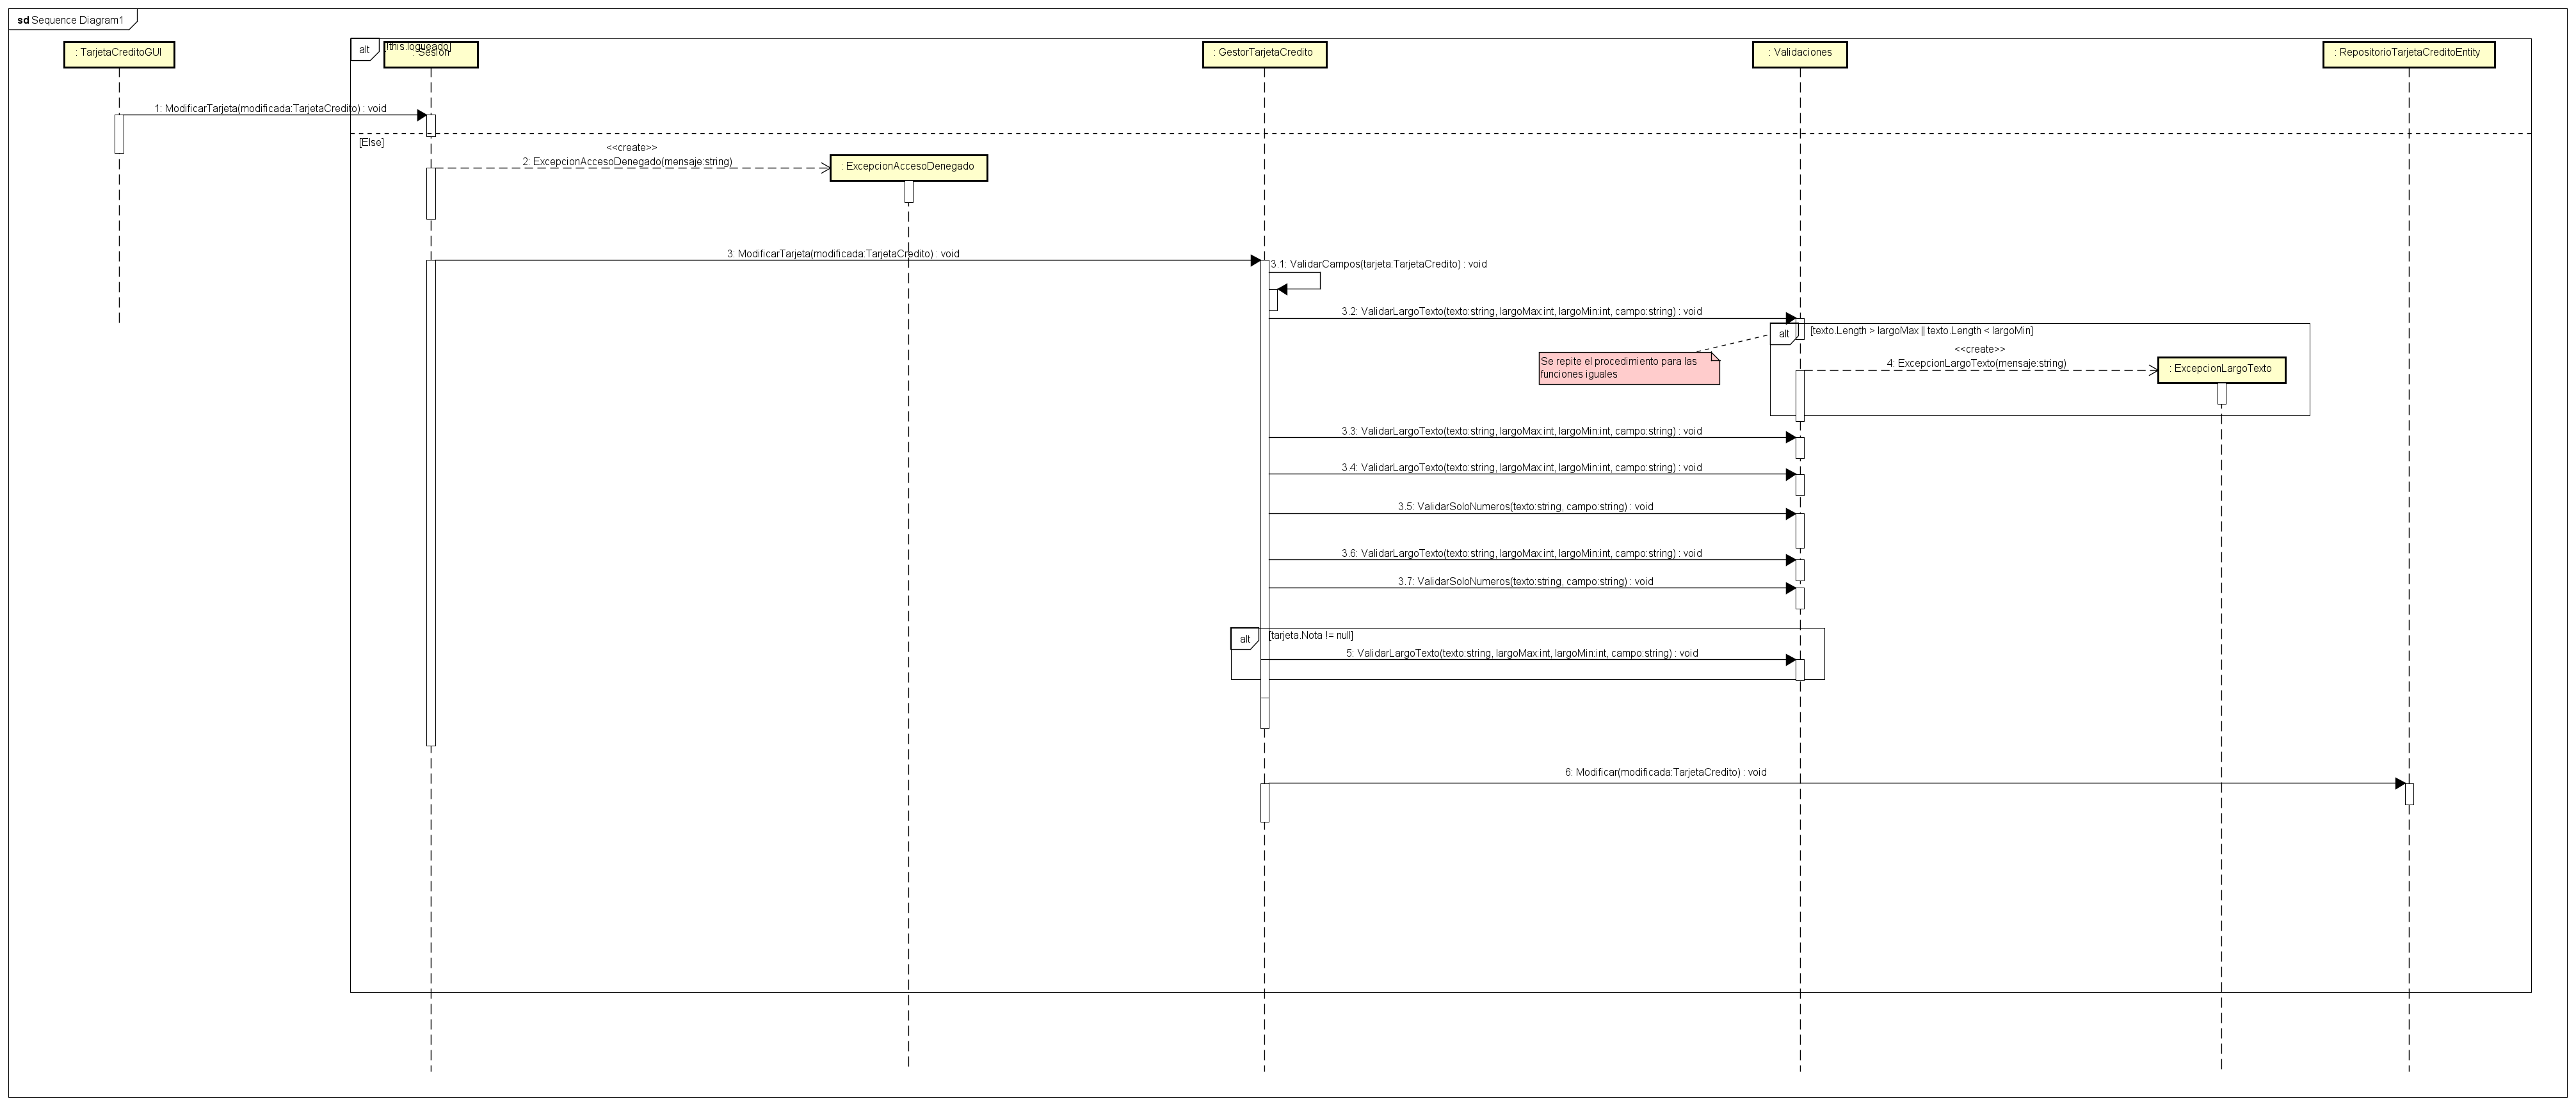 sd Sequence Diagram1
alt
[!this.logueado]
: TarjetaCreditoGUI
: Sesion
: GestorTarjetaCredito
: Validaciones
: RepositorioTarjetaCreditoEntity
1: ModificarTarjeta(modificada:TarjetaCredito) : void
[Else]
<<create>>
2: ExcepcionAccesoDenegado(mensaje:string)
: ExcepcionAccesoDenegado
3: ModificarTarjeta(modificada:TarjetaCredito) : void
3.1: ValidarCampos(tarjeta:TarjetaCredito) : void
3.2: ValidarLargoTexto(texto:string, largoMax:int, largoMin:int, campo:string) : void
alt
[texto.Length > largoMax || texto.Length < largoMin]
<<create>>
4: ExcepcionLargoTexto(mensaje:string)
: ExcepcionLargoTexto
Se repite el procedimiento para las
funciones iguales
3.3: ValidarLargoTexto(texto:string, largoMax:int, largoMin:int, campo:string) : void
3.4: ValidarLargoTexto(texto:string, largoMax:int, largoMin:int, campo:string) : void
3.5: ValidarSoloNumeros(texto:string, campo:string) : void
3.6: ValidarLargoTexto(texto:string, largoMax:int, largoMin:int, campo:string) : void
3.7: ValidarSoloNumeros(texto:string, campo:string) : void
alt
[tarjeta.Nota != null]
5: ValidarLargoTexto(texto:string, largoMax:int, largoMin:int, campo:string) : void
6: Modificar(modificada:TarjetaCredito) : void